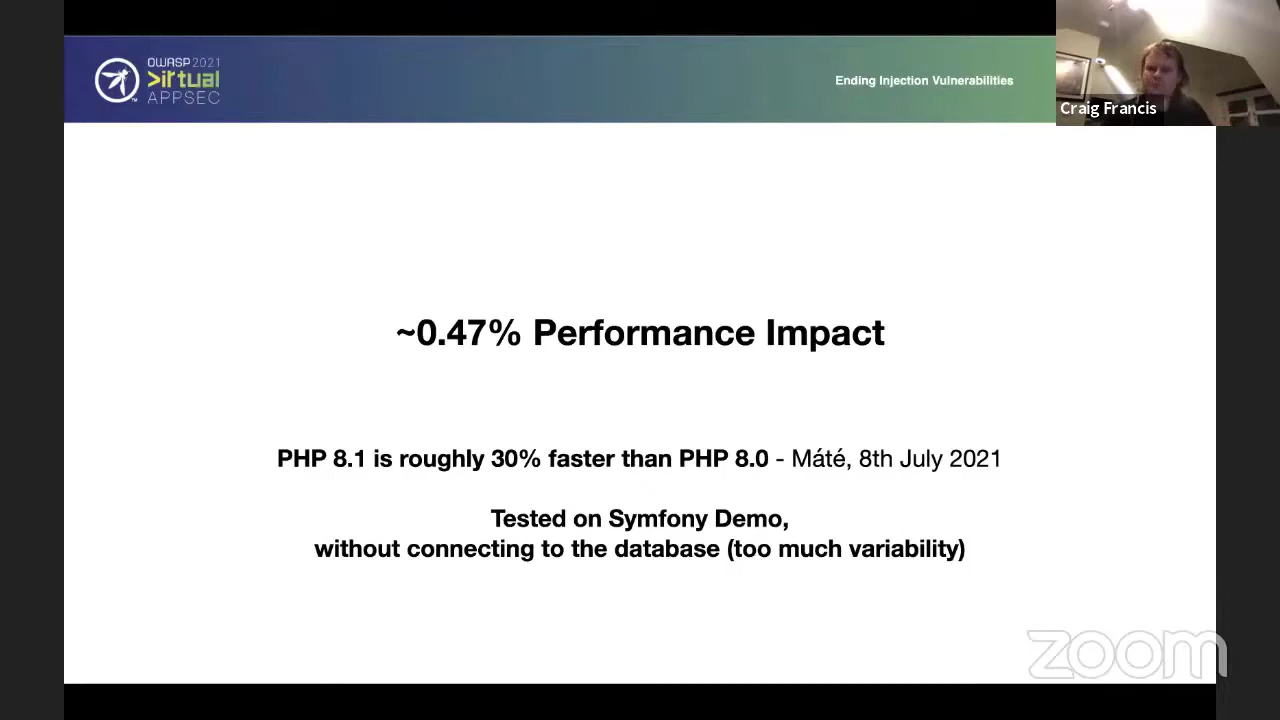 OWASP 2021
>irtual
APPSEC
TM
Ending Injection Vulnerabilities
Craig Francis
~0.47% Performance Impact
PHP 8.1 is roughly 30% faster than PHP 8.0 - Máté, 8th July 2021
Tested on Symfony Demo,
without connecting to the database (too much variability)
zoom